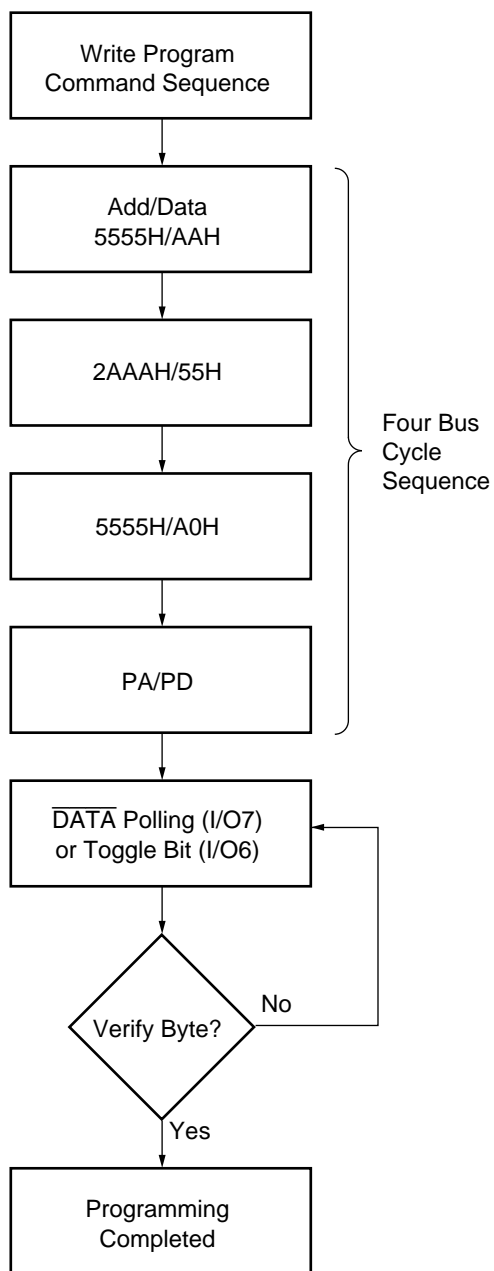 Write Program
Command Sequence
Add/Data
5555H/AAH
2AAAH/55H
5555H/A0H
PA/PD
Four Bus
Cycle
Sequence
DATA Polling (I/O7)
or Toggle Bit (I/O6)
Verify Byte?
No
Yes
Programming
Completed